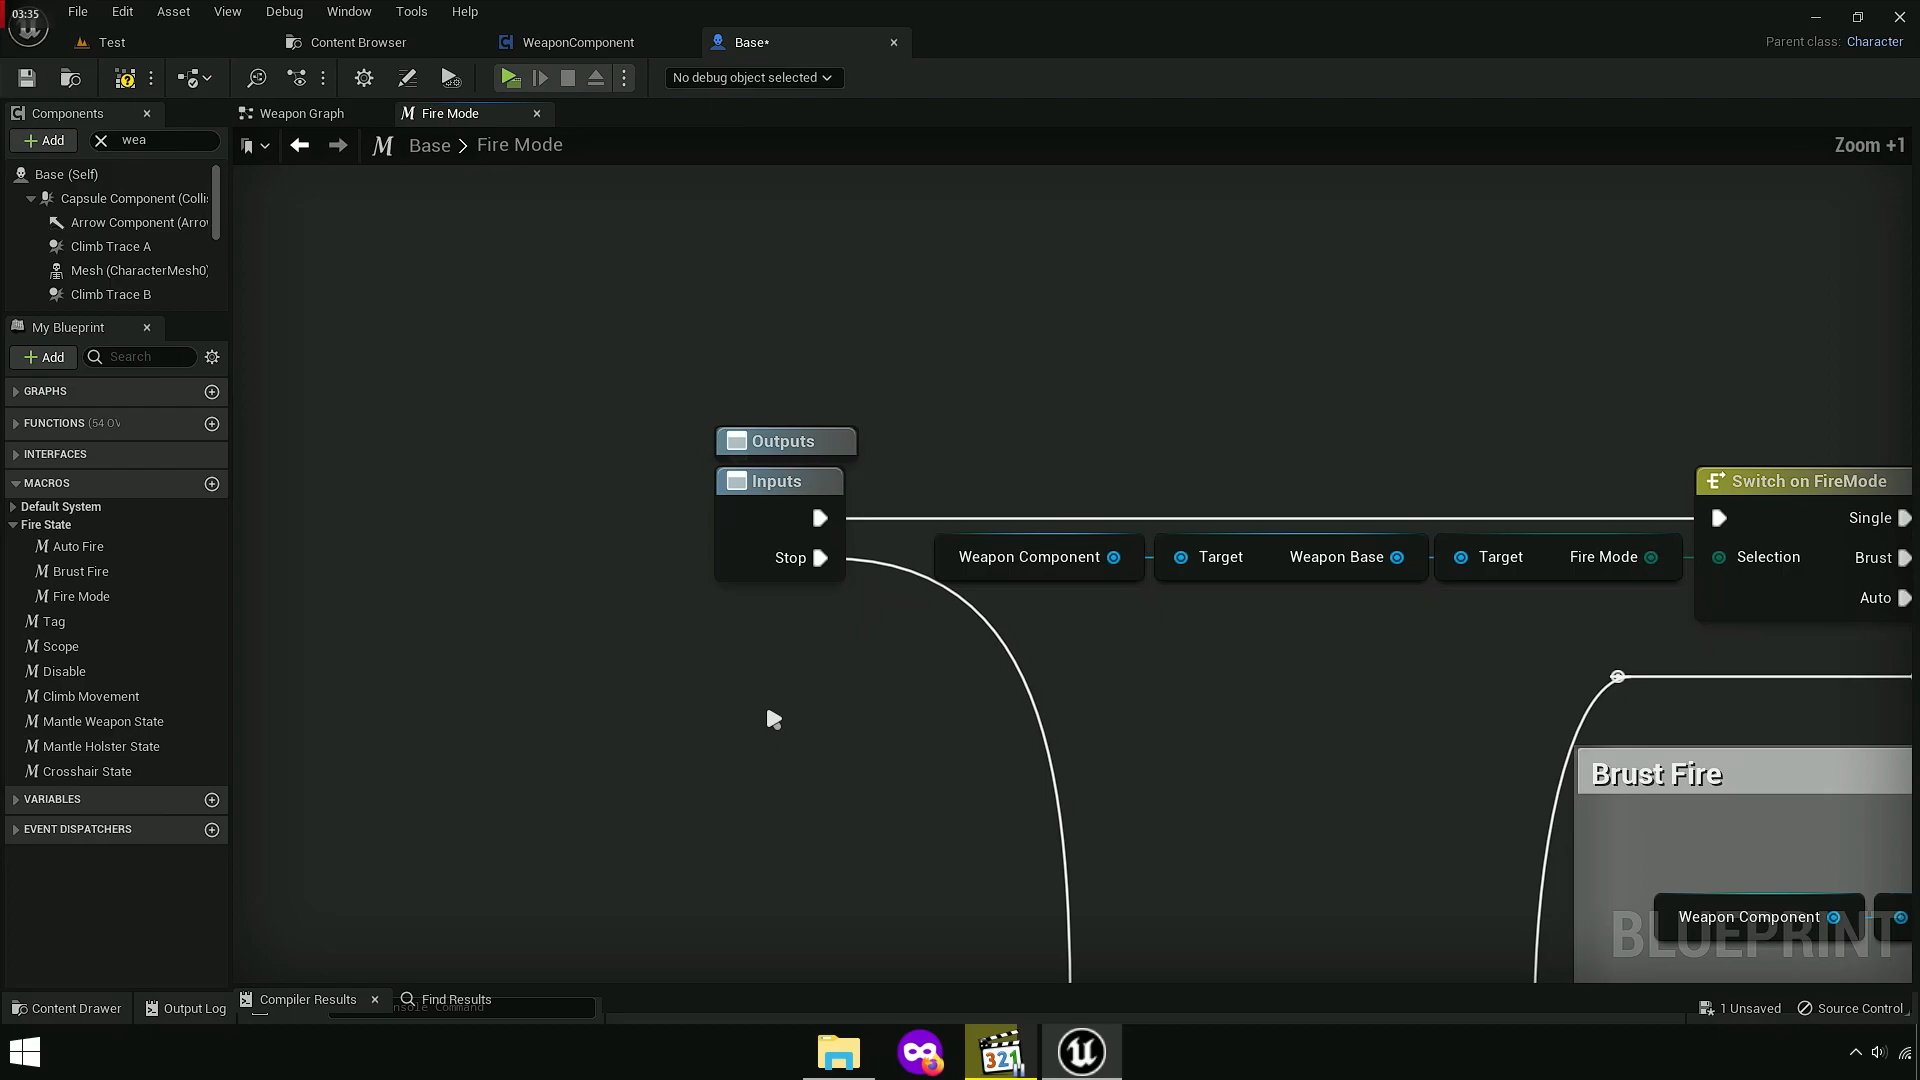 03:35
File Edit Asset View Debug Window Tools Help
Test Content Browser WeaponComponent Base*
Parent class: Character
No debug object selected
Components
Weapon Graph Fire Mode
Add wea
Base > Fire Mode
Zoom +1
Base (Self)
Capsule Component (Colli
Arrow Component (Arro
Climb Trace A
Mesh (CharacterMesh0)
Climb Trace B
My Blueprint
Add Search
GRAPHS
FUNCTIONS (54 OV
INTERFACES
MACROS
Default System
Fire State
Auto Fire
Brust Fire
Fire Mode
Tag
Scope
Disable
Climb Movement
Mantle Weapon State
Mantle Holster State
Crosshair State
VARIABLES
EVENT DISPATCHERS
Outputs
Inputs
Stop
Weapon Component
Target Weapon Base
Target Fire Mode
Switch on FireMode
Single
Selection Brust
Auto
Brust Fire
Weapon Component
BLUEPRINT
Content Drawer Output Log Compiler Results Find Results
onsole Command
1 Unsaved Source Control
321